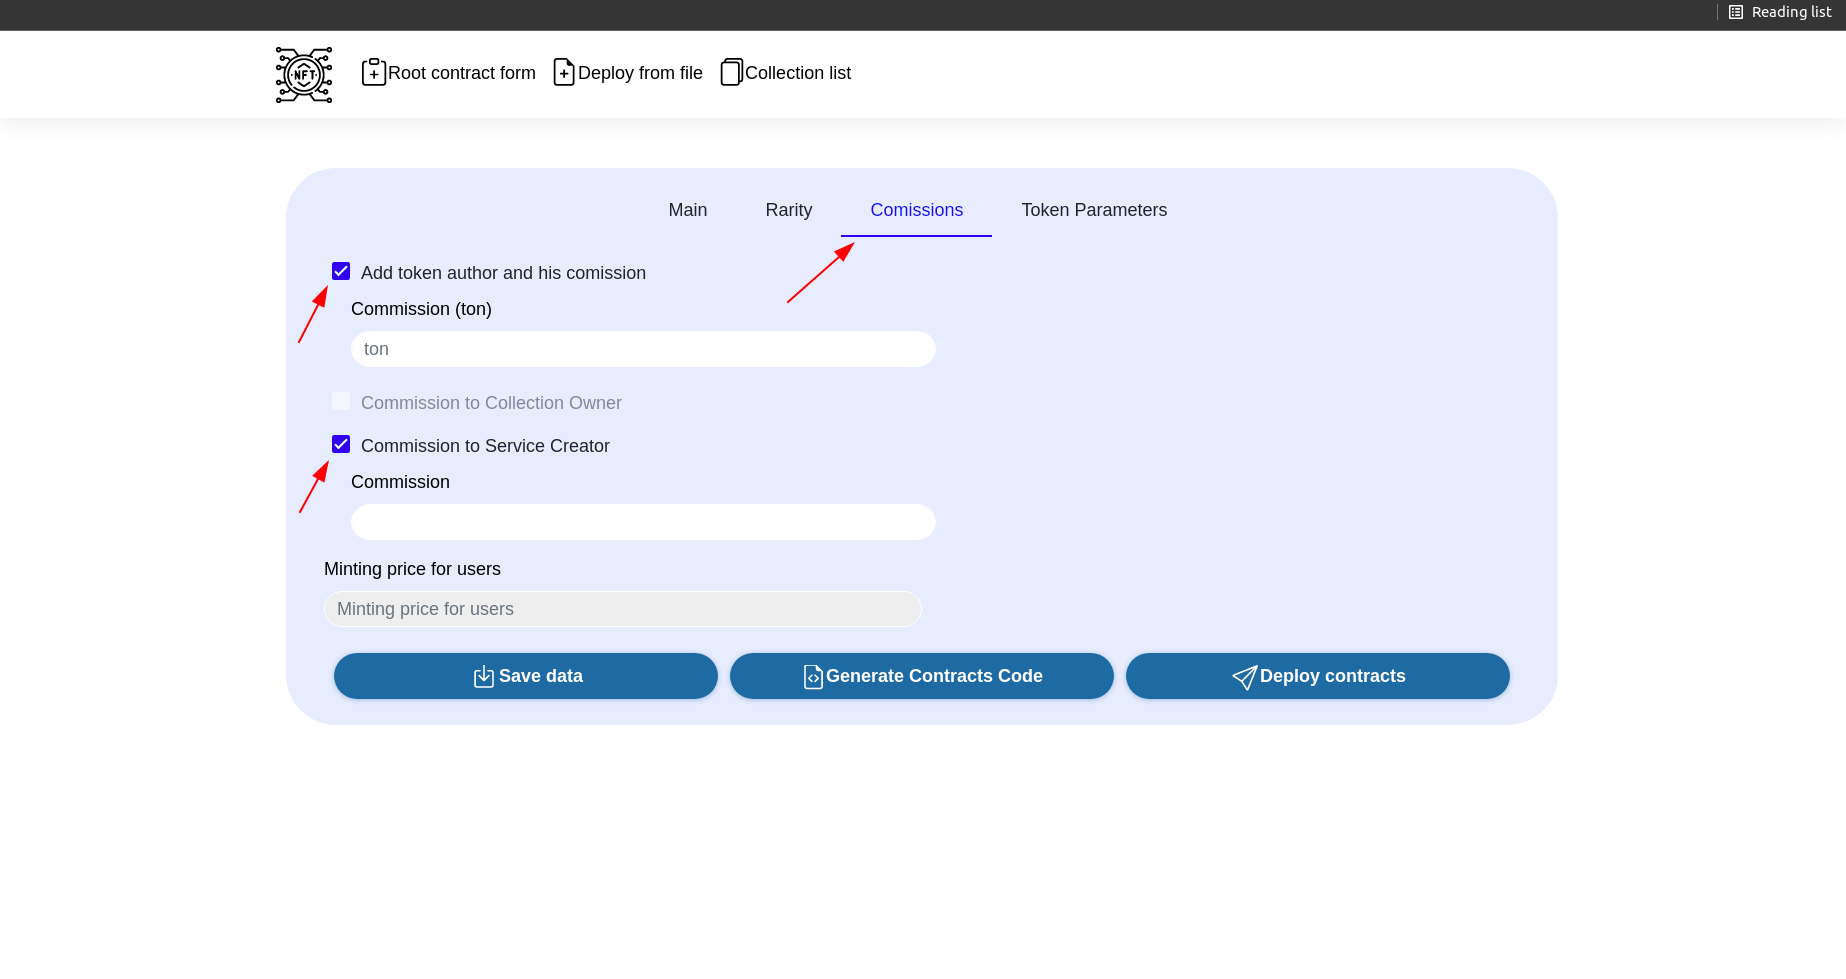 Reading list
NFT
Root contract form
Deploy from file
Collection list
Main
Rarity
Comissions
Token Parameters
Add token author and his comission
Commission (ton)
ton
Commission to Collection Owner
Commission to Service Creator
Commission
Minting price for users
Minting price for users
Save data
Generate Contracts Code
Deploy contracts